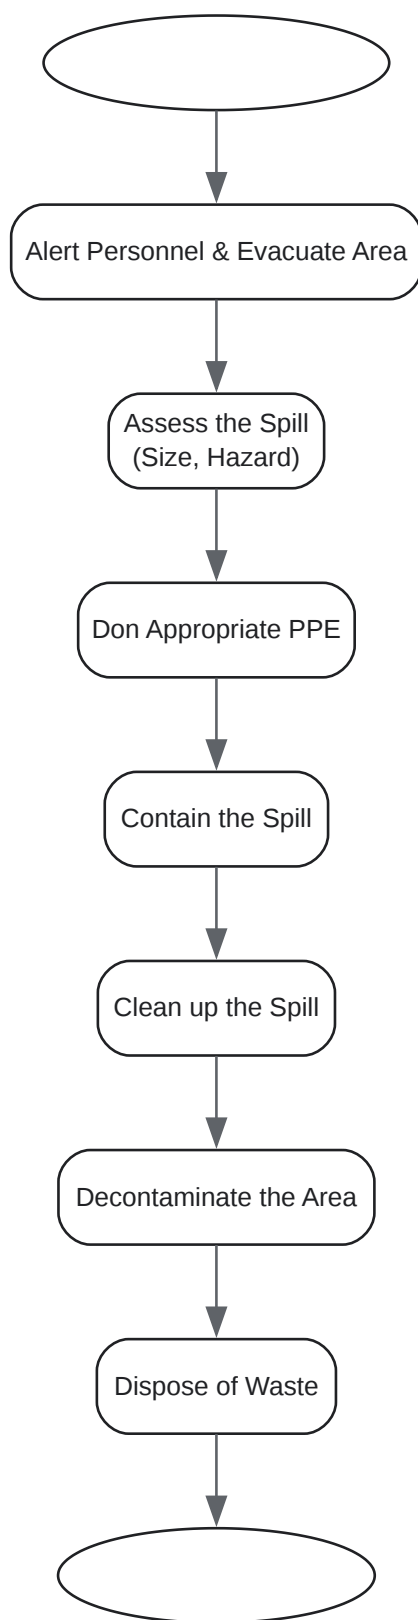 Alert Personnel & Evacuate Area
Assess the Spill
(Size, Hazard)
Don Appropriate PPE
Contain the Spill
Clean up the Spill
Decontaminate the Area
Dispose of Waste